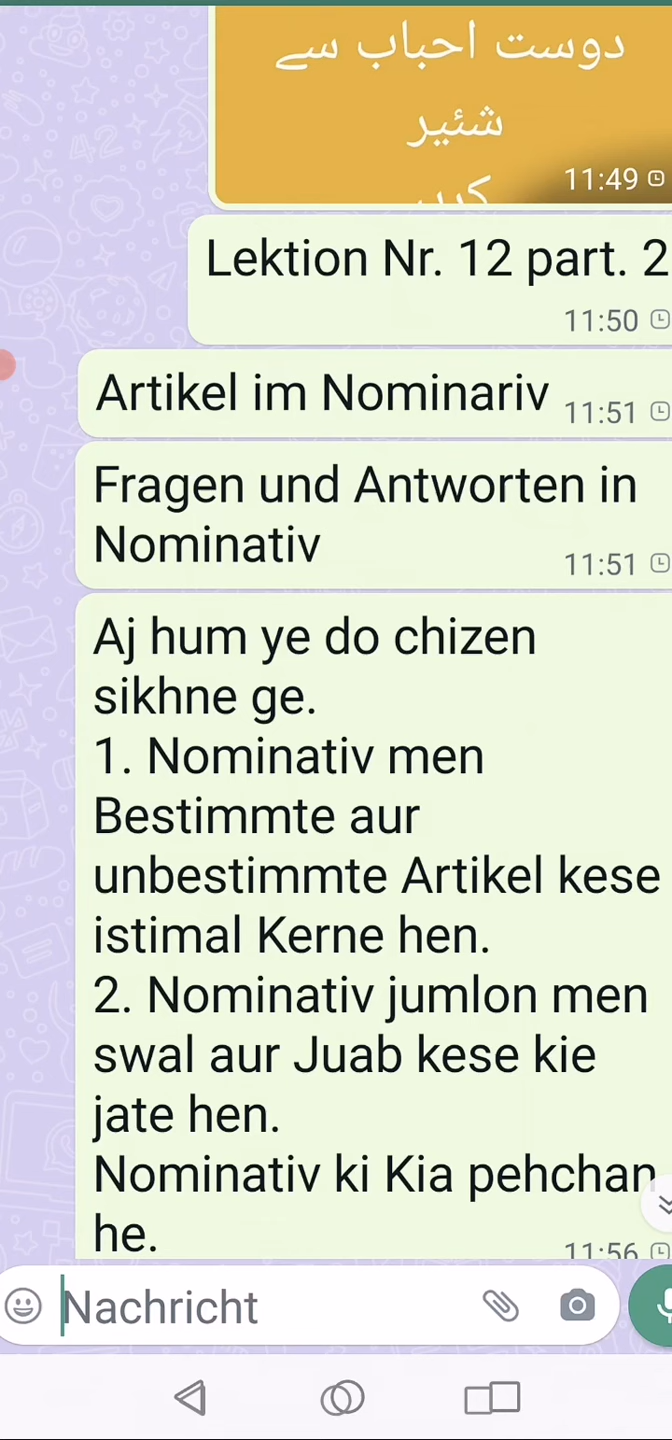 دوست احباب سے
شئیر
کریں
11:49
Lektion Nr. 12 part. 2
11:50
Artikel im Nominariv
11:51
Fragen und Antworten in
Nominativ
11:51
Aj hum ye do chizen
sikhne ge.
1. Nominativ men
Bestimmte aur
unbestimmte Artikel kese
istimal Kerne hen.
2. Nominativ jumlon men
swal aur Juab kese kie
jate hen.
Nominativ ki Kia pehchan
he.
11:56
Nachricht